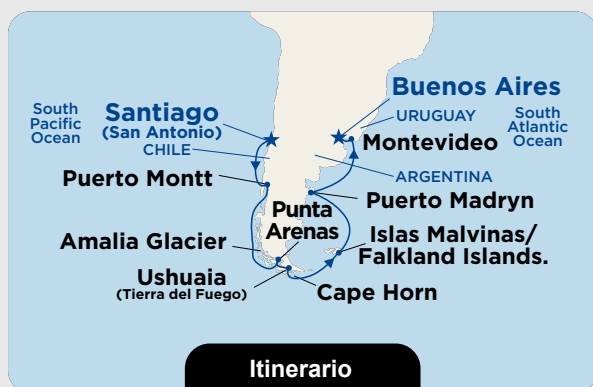 Buenos Aires
South
Pacific
Ocean
Santiago
(San Antonio)
CHILE
URUGUAY
South
Atlantic
Ocean
Montevideo
Puerto Montt
ARGENTINA
Puerto Madryn
Punta
Arenas
Amalia Glacier
Islas Malvinas/
Falkland Islands.
Ushuaia
(Tierra del Fuego)
Cape Horn
Itinerario